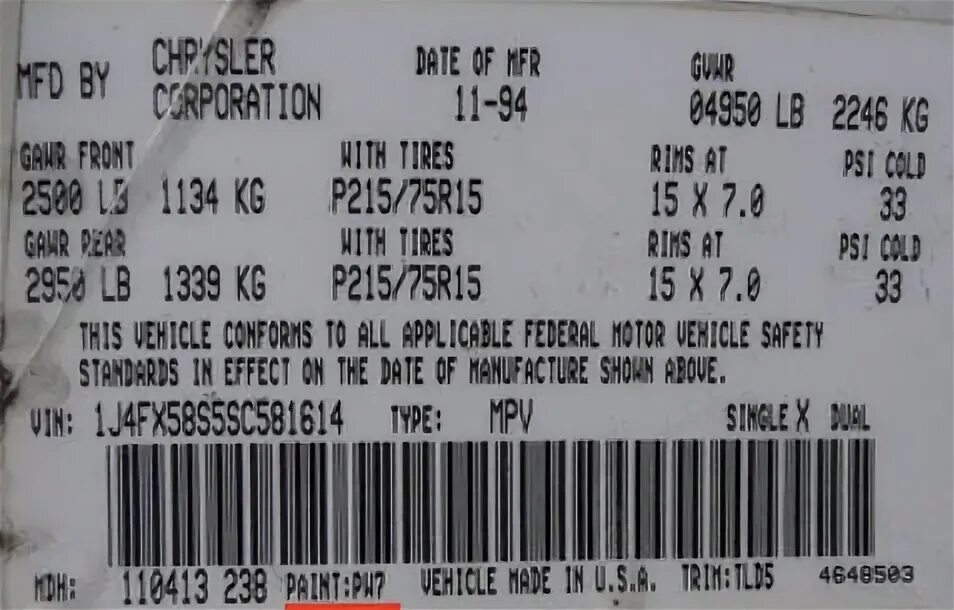 MFD BY CHRYSLER CORPORATION DATE OF MFR 11-94 GVWR 04950 LB 2246 KG
GAWR FRONT WITH TIRES RIMS AT PSI COLD
2500 LB 1134 KG P215/75R15 15 X 7.0 33
GAWR REAR WITH TIRES RIMS AT PSI COLD
2950 LB 1339 KG P215/75R15 15 X 7.0 33
THIS VEHICLE CONFORMS TO ALL APPLICABLE FEDERAL MOTOR VEHICLE SAFETY
STANDARDS IN EFFECT ON THE DATE OF MANUFACTURE SHOWN ABOVE.
VIN: 1J4FX58S5SC581614 TYPE: MPV SINGLE X DUAL
MDH: 110413 238 PAINT:PW7 VEHICLE MADE IN U.S.A. TRIM:TLD5 4648503